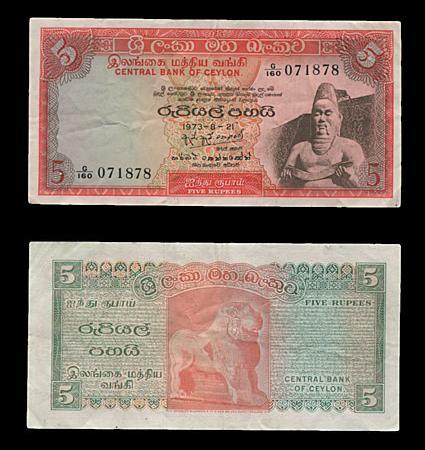 5 ශ්‍රී ලංකා මහ බැංකුව 5
இலங்கை மத்திய வங்கி
CENTRAL BANK OF CEYLON.
G/160 071878
රුපියල් පහයි
1973-8-21
5 G/160 071878 5
ஐந்து ரூபாய்
FIVE RUPEES
5 ශ්‍රී ලංකා මහ බැංකුව 5
ஐந்து ரூபாய்
FIVE RUPEES
රුපියල්
පහයි
இலங்கை மத்திய
வங்கி
CENTRAL BANK
OF CEYLON.
5 5